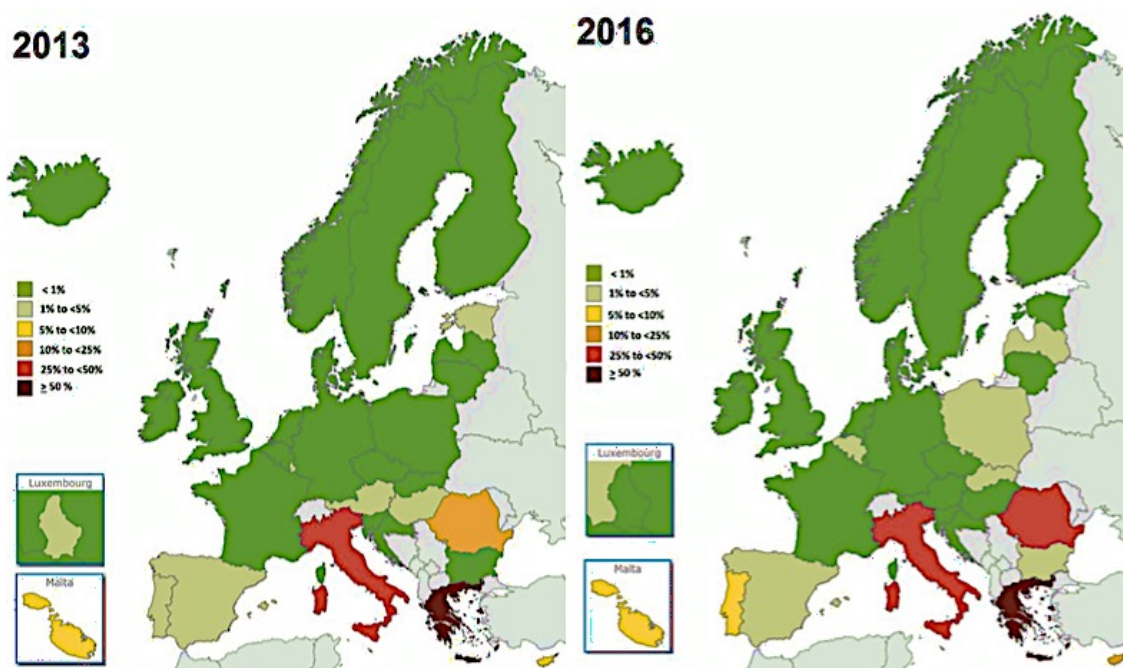 2013
< 1%
1% to <5%
5% to <10%
10% to <25%
25% to <50%
≥ 50 %
Luxembourg
Malta
2016
< 1%
1% to <5%
5% to <10%
10% to <25%
25% to <50%
≥ 50 %
Luxembourg
Malta